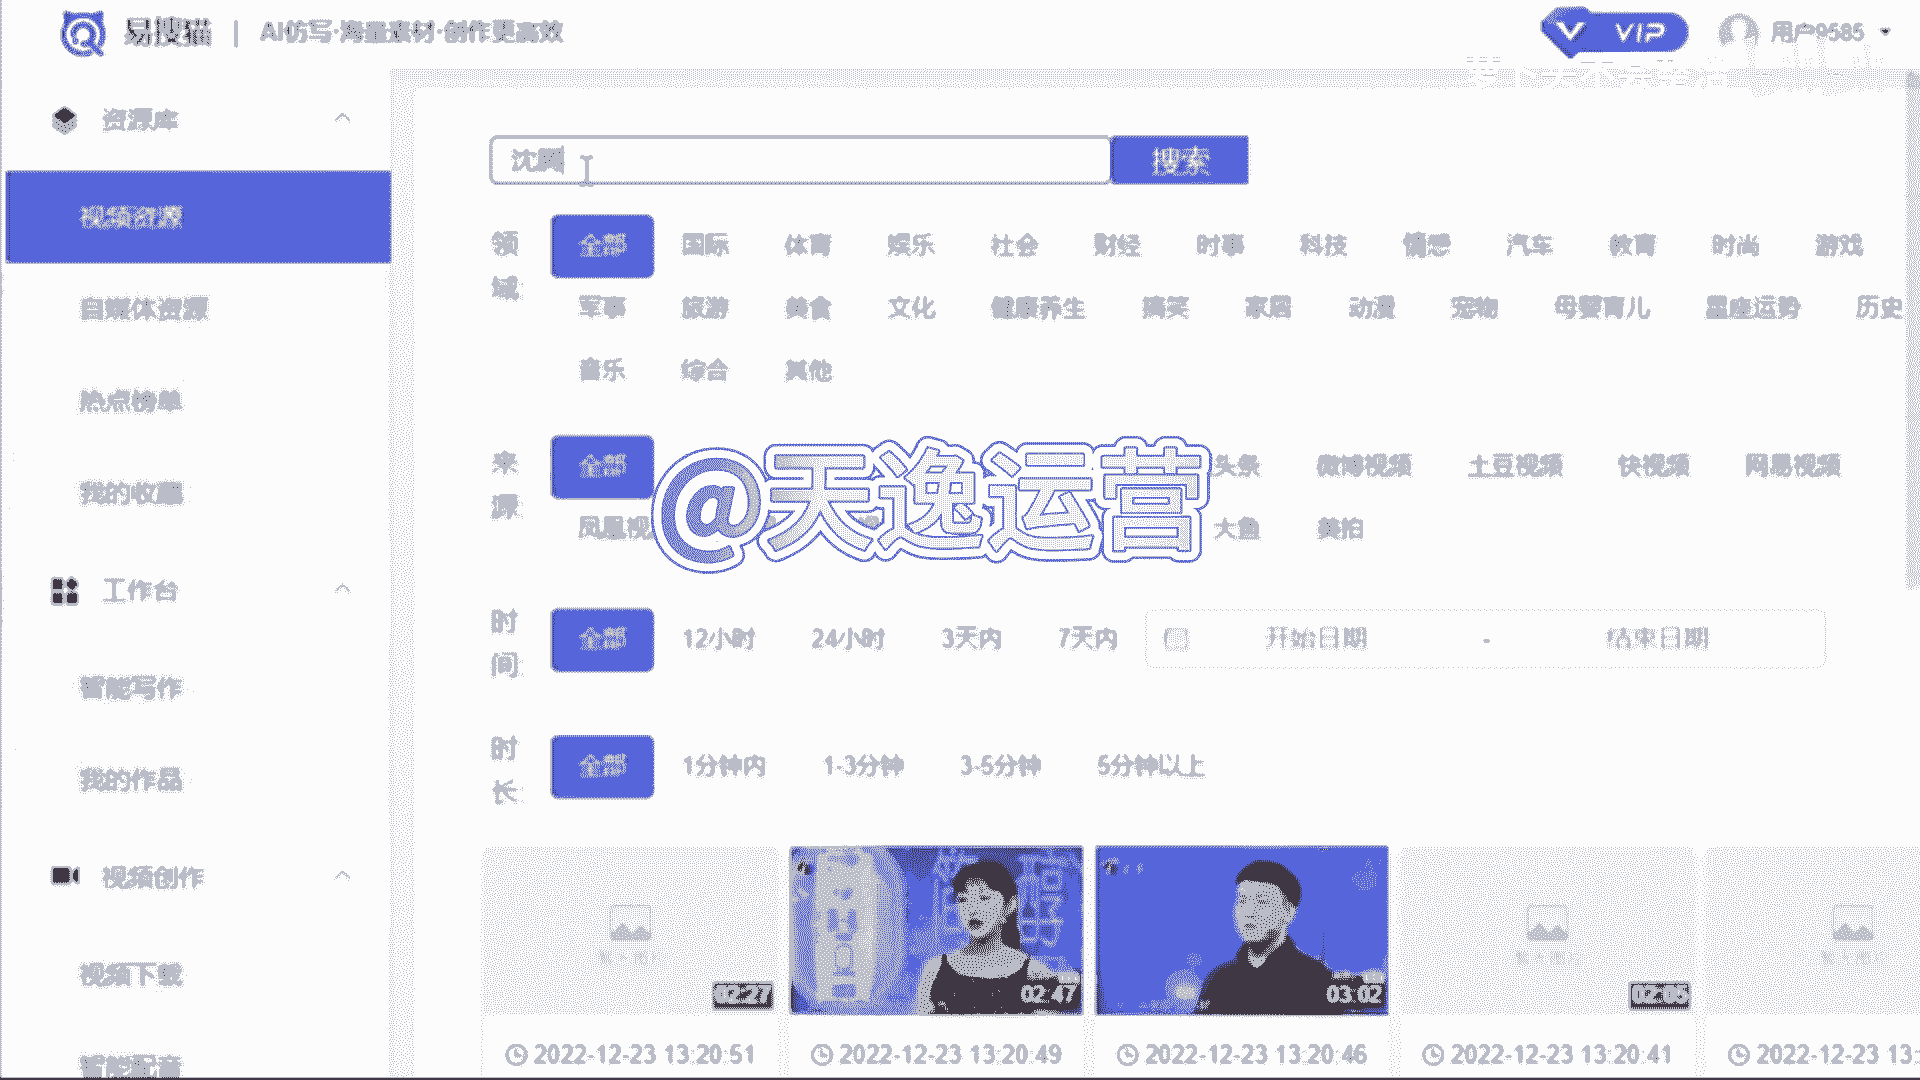 易搜猫 | AI仿写·海量素材·创作更高效
VIP
用户9585
资源库
视频资源
自媒体资源
热点榜单
我的收藏
工作台
智能写作
我的作品
视频创作
视频下载
智能配音
沈腾
搜索
领域
全部 国际 体育 娱乐 社会 财经 时事 科技 情感 汽车 教育 时尚 游戏
军事 旅游 美食 文化 健康养生 搞笑 家居 动漫 宠物 母婴育儿 星座运势 历史
音乐 综合 其他
来源
全部 头条 微博视频 土豆视频 快视频 网易视频
凤凰视 大鱼 美拍
@天逸运营
时间
全部 12小时 24小时 3天内 7天内 开始日期 - 结束日期
时长
全部 1分钟内 1-3分钟 3-5分钟 5分钟以上
02:27
02:47
03:02
02:05
2022-12-23 13:20:51
2022-12-23 13:20:49
2022-12-23 13:20:46
2022-12-23 13:20:41
2022-12-23 13: